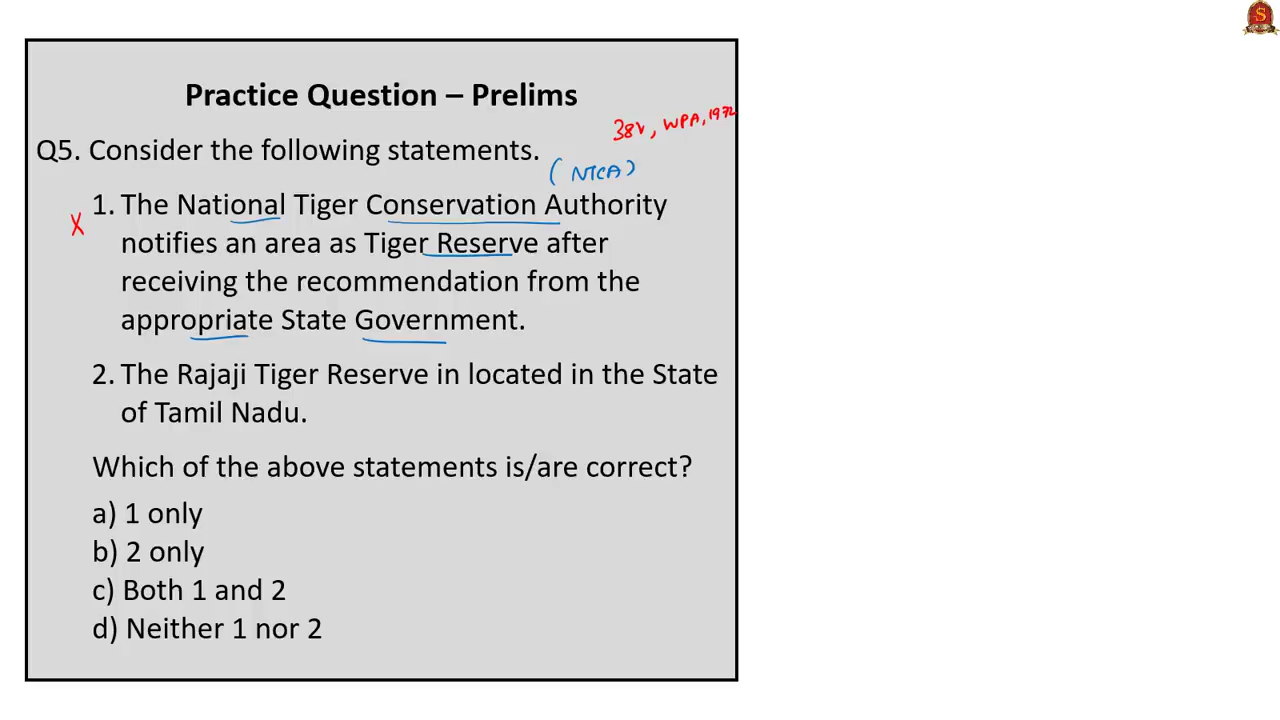 Practice Question – Prelims
38V, WPA, 1972
Q5. Consider the following statements.
(NTCA)
X
1. The National Tiger Conservation Authority
notifies an area as Tiger Reserve after
receiving the recommendation from the
appropriate State Government.
2. The Rajaji Tiger Reserve in located in the State
of Tamil Nadu.
Which of the above statements is/are correct?
a) 1 only
b) 2 only
c) Both 1 and 2
d) Neither 1 nor 2